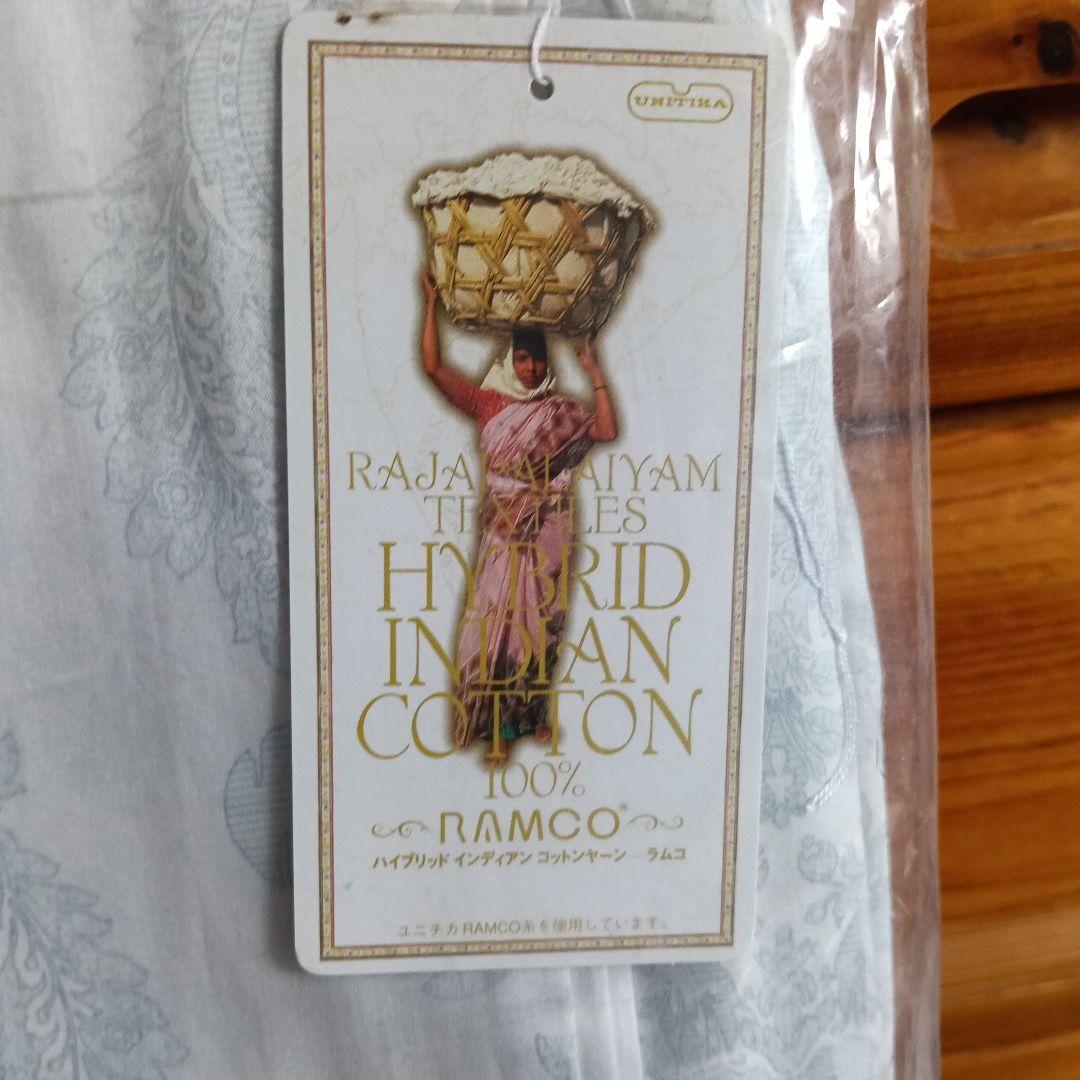 UNITIKA
RAJAPALAIYAM
TEXTILES
HYBRID
INDIAN
COTTON
100%
RAMCO®
ハイブリッド インディアン コットンヤーン — ラムコ
ユニチカRAMCO糸を使用しています。